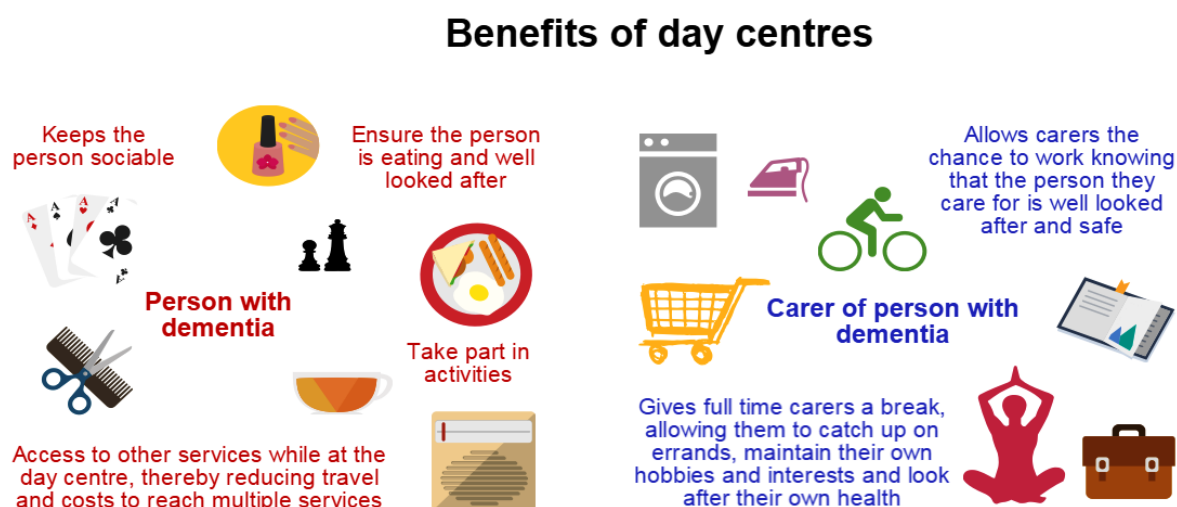 Benefits of day centres
Keeps the
person sociable
Ensure the person
is eating and well
looked after
Person with
dementia
Take part in
activities
Access to other services while at the
day centre, thereby reducing travel
and costs to reach multiple services
Allows carers the
chance to work knowing
that the person they
care for is well looked
after and safe
Carer of person with
dementia
Gives full time carers a break,
allowing them to catch up on
errands, maintain their own
hobbies and interests and look
after their own health
A
A
A
A
A